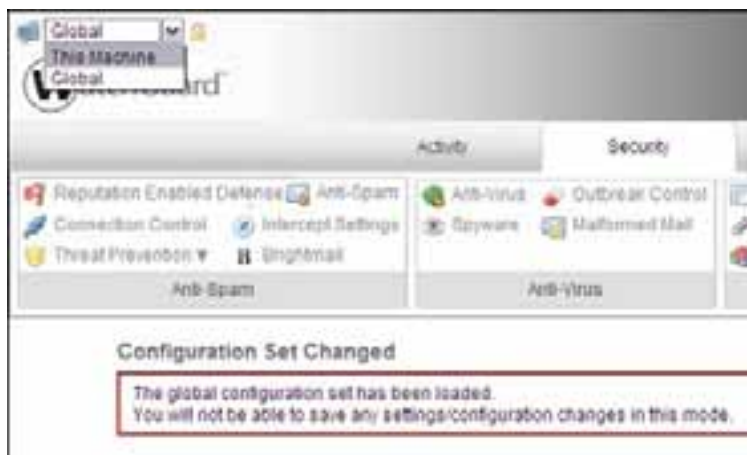 Global
This Machine
Global
Activity Security
Reputation Enabled Defense Anti-Spam Anti-Virus Outbreak Control
Connection Control Intercept Settings Spyware Malformed Mail
Threat Prevention ▼ Brightmail
Anti-Spam Anti-Virus
Configuration Set Changed
The global configuration set has been loaded.
You will not be able to save any settings/configuration changes in this mode.